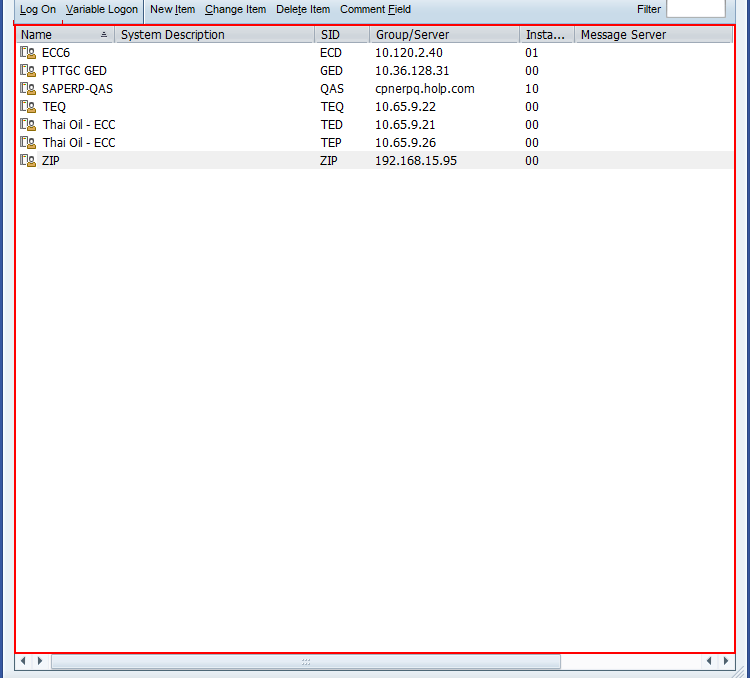 Log On Variable Logon New Item Change Item Delete Item Comment Field Filter
Name System Description SID Group/Server Insta... Message Server
ECC6 ECD 10.120.2.40 01
PTTGC GED GED 10.36.128.31 00
SAPERP-QAS QAS cpnerpq.holp.com 10
TEQ TEQ 10.65.9.22 00
Thai Oil - ECC TED 10.65.9.21 00
Thai Oil - ECC TEP 10.65.9.26 00
ZIP ZIP 192.168.15.95 00